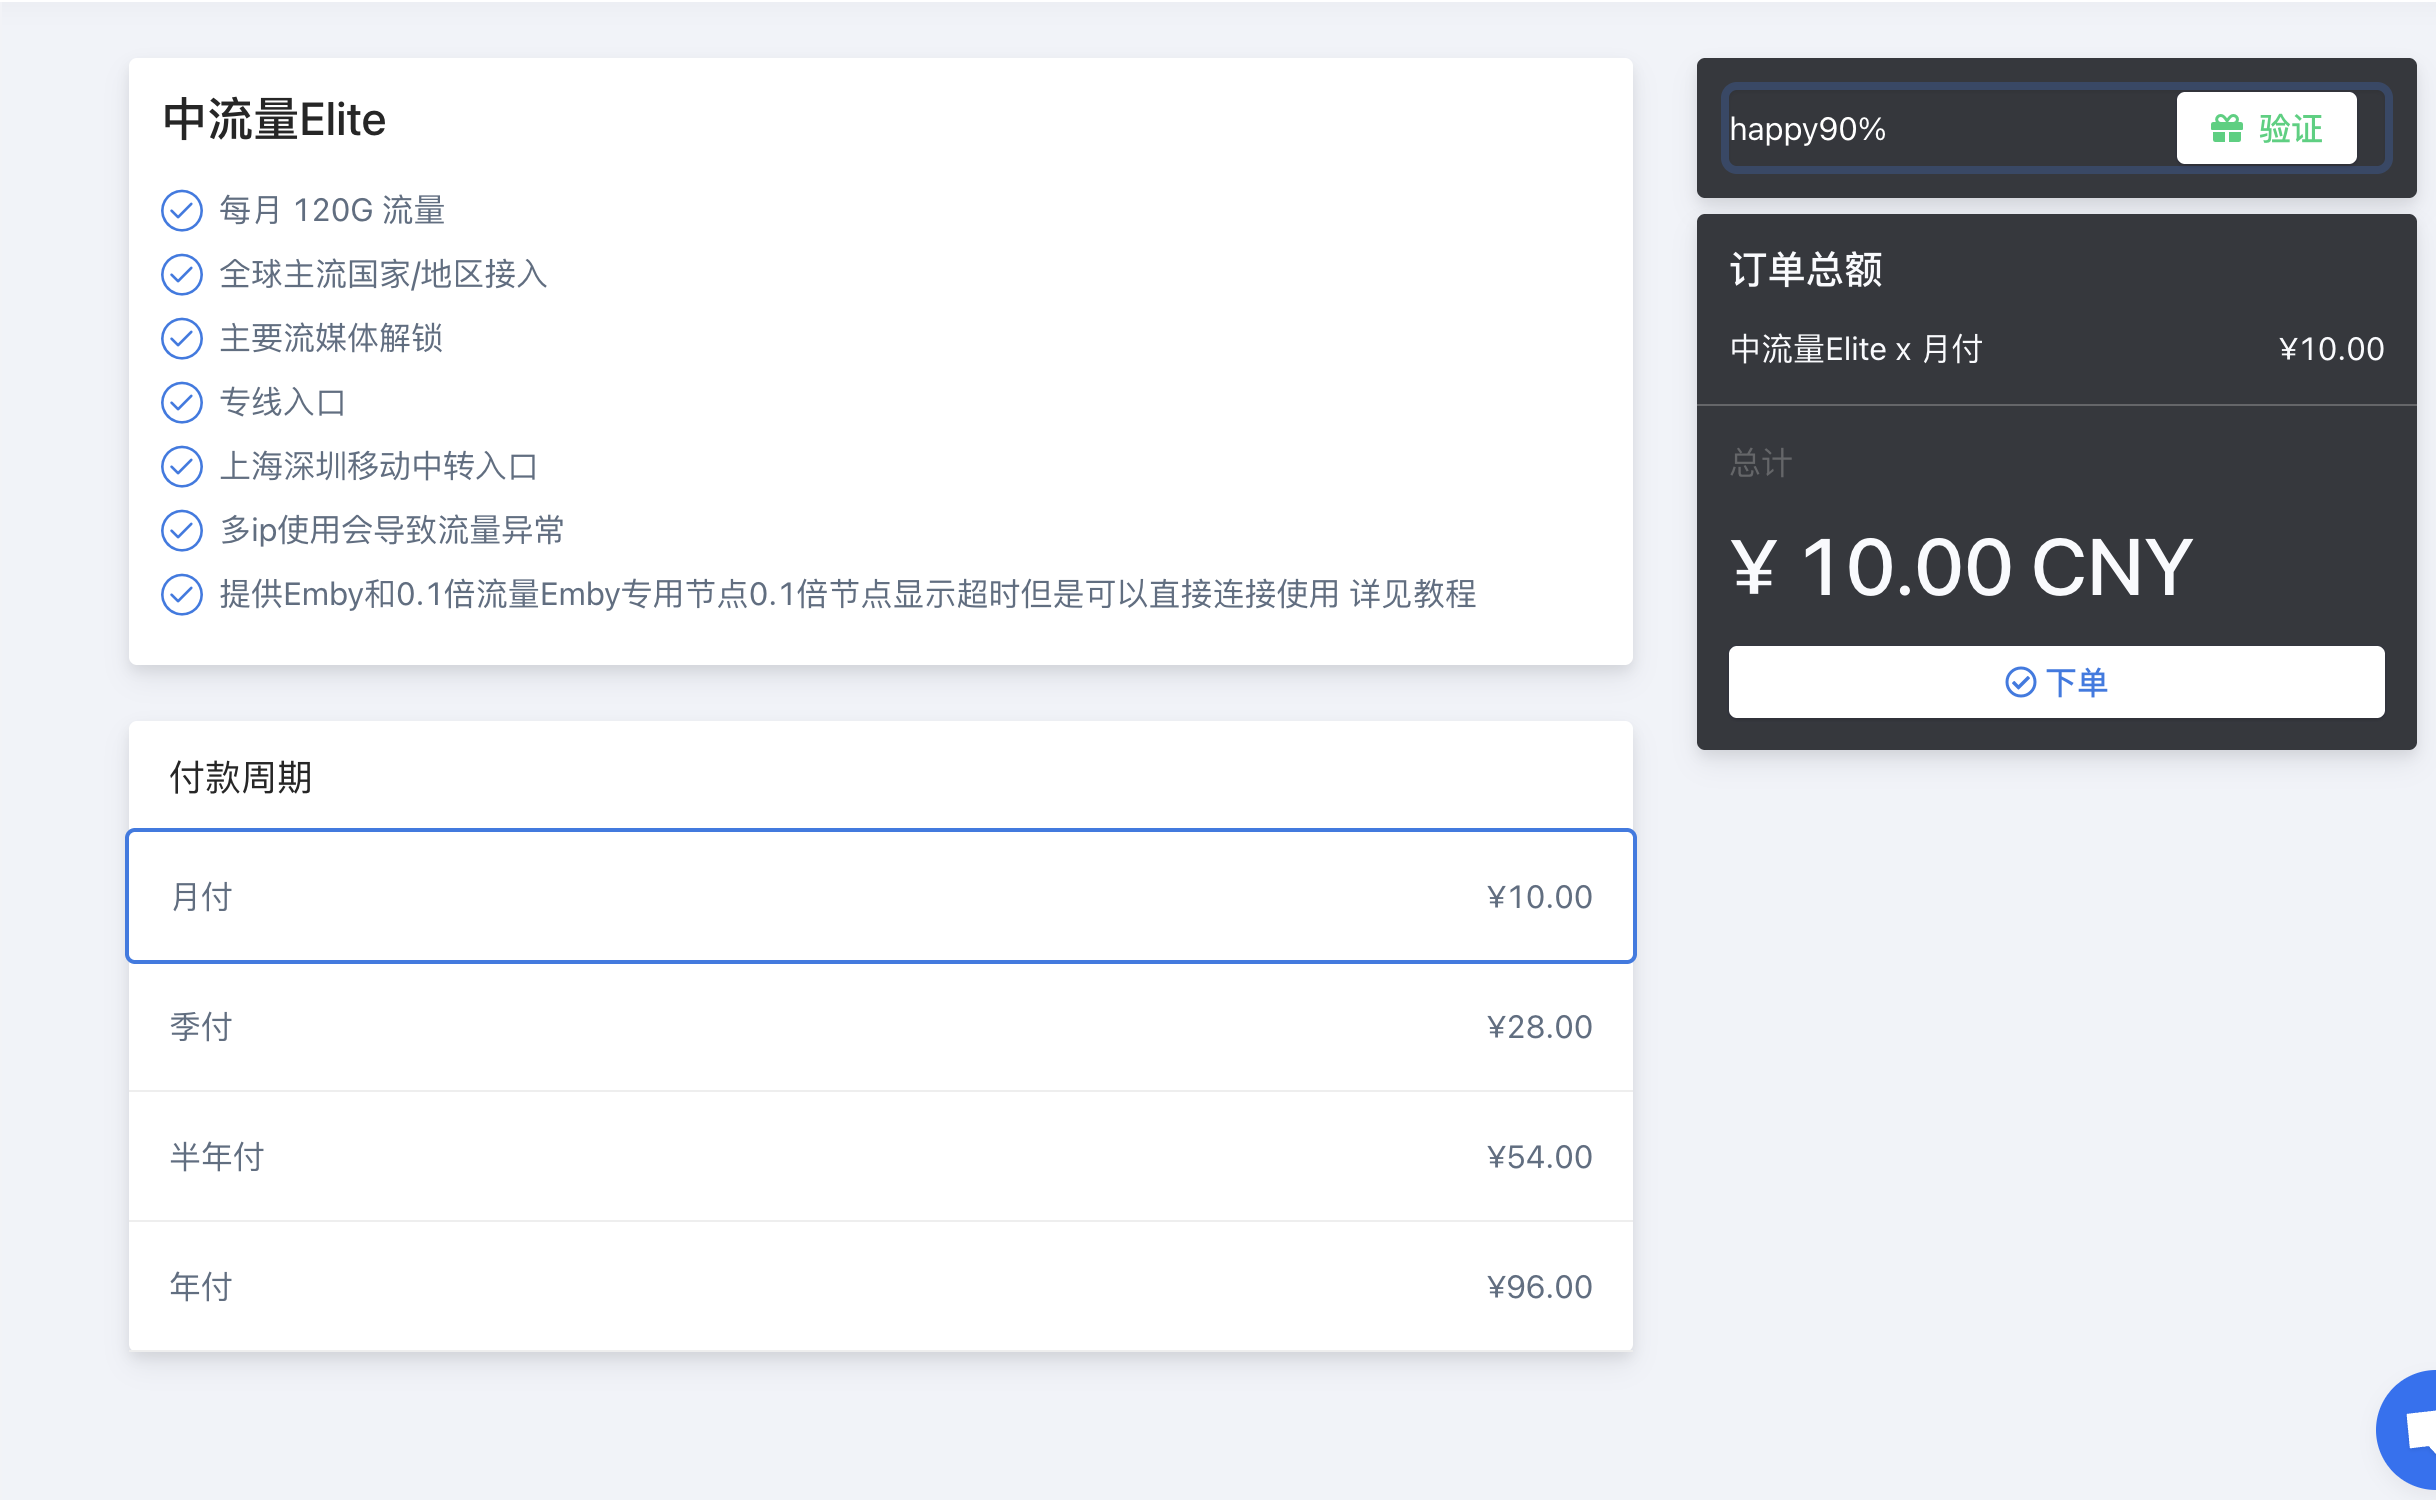 中流量Elite
每月 120G 流量
全球主流国家/地区接入
主要流媒体解锁
专线入口
上海深圳移动中转入口
多ip使用会导致流量异常
提供Emby和0.1倍流量Emby专用节点0.1倍节点显示超时但是可以直接连接使用 详见教程
付款周期
月付 ¥10.00
季付 ¥28.00
半年付 ¥54.00
年付 ¥96.00
happy90% 验证
订单总额
中流量Elite x 月付 ¥10.00
总计
¥ 10.00 CNY
下单